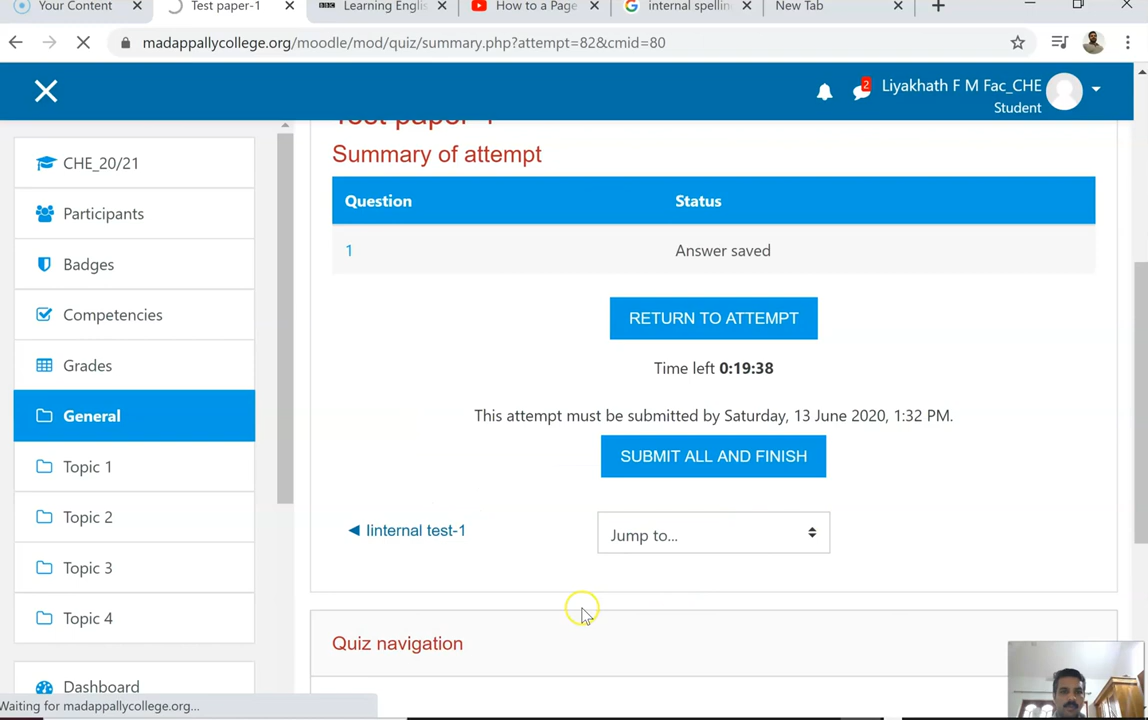 Your Content
Test paper-1
Learning Englis
How to a Page
internal spellin
New Tab
madappallycollege.org/moodle/mod/quiz/summary.php?attempt=82&cmid=80
2
Liyakhath F M Fac_CHE
Student
Test paper-1
CHE_20/21
Participants
Badges
Competencies
Grades
General
Topic 1
Topic 2
Topic 3
Topic 4
Dashboard
Summary of attempt
Question Status
1 Answer saved
RETURN TO ATTEMPT
Time left 0:19:38
This attempt must be submitted by Saturday, 13 June 2020, 1:32 PM.
SUBMIT ALL AND FINISH
◄ Iinternal test-1
Jump to...
Quiz navigation
Waiting for madappallycollege.org...